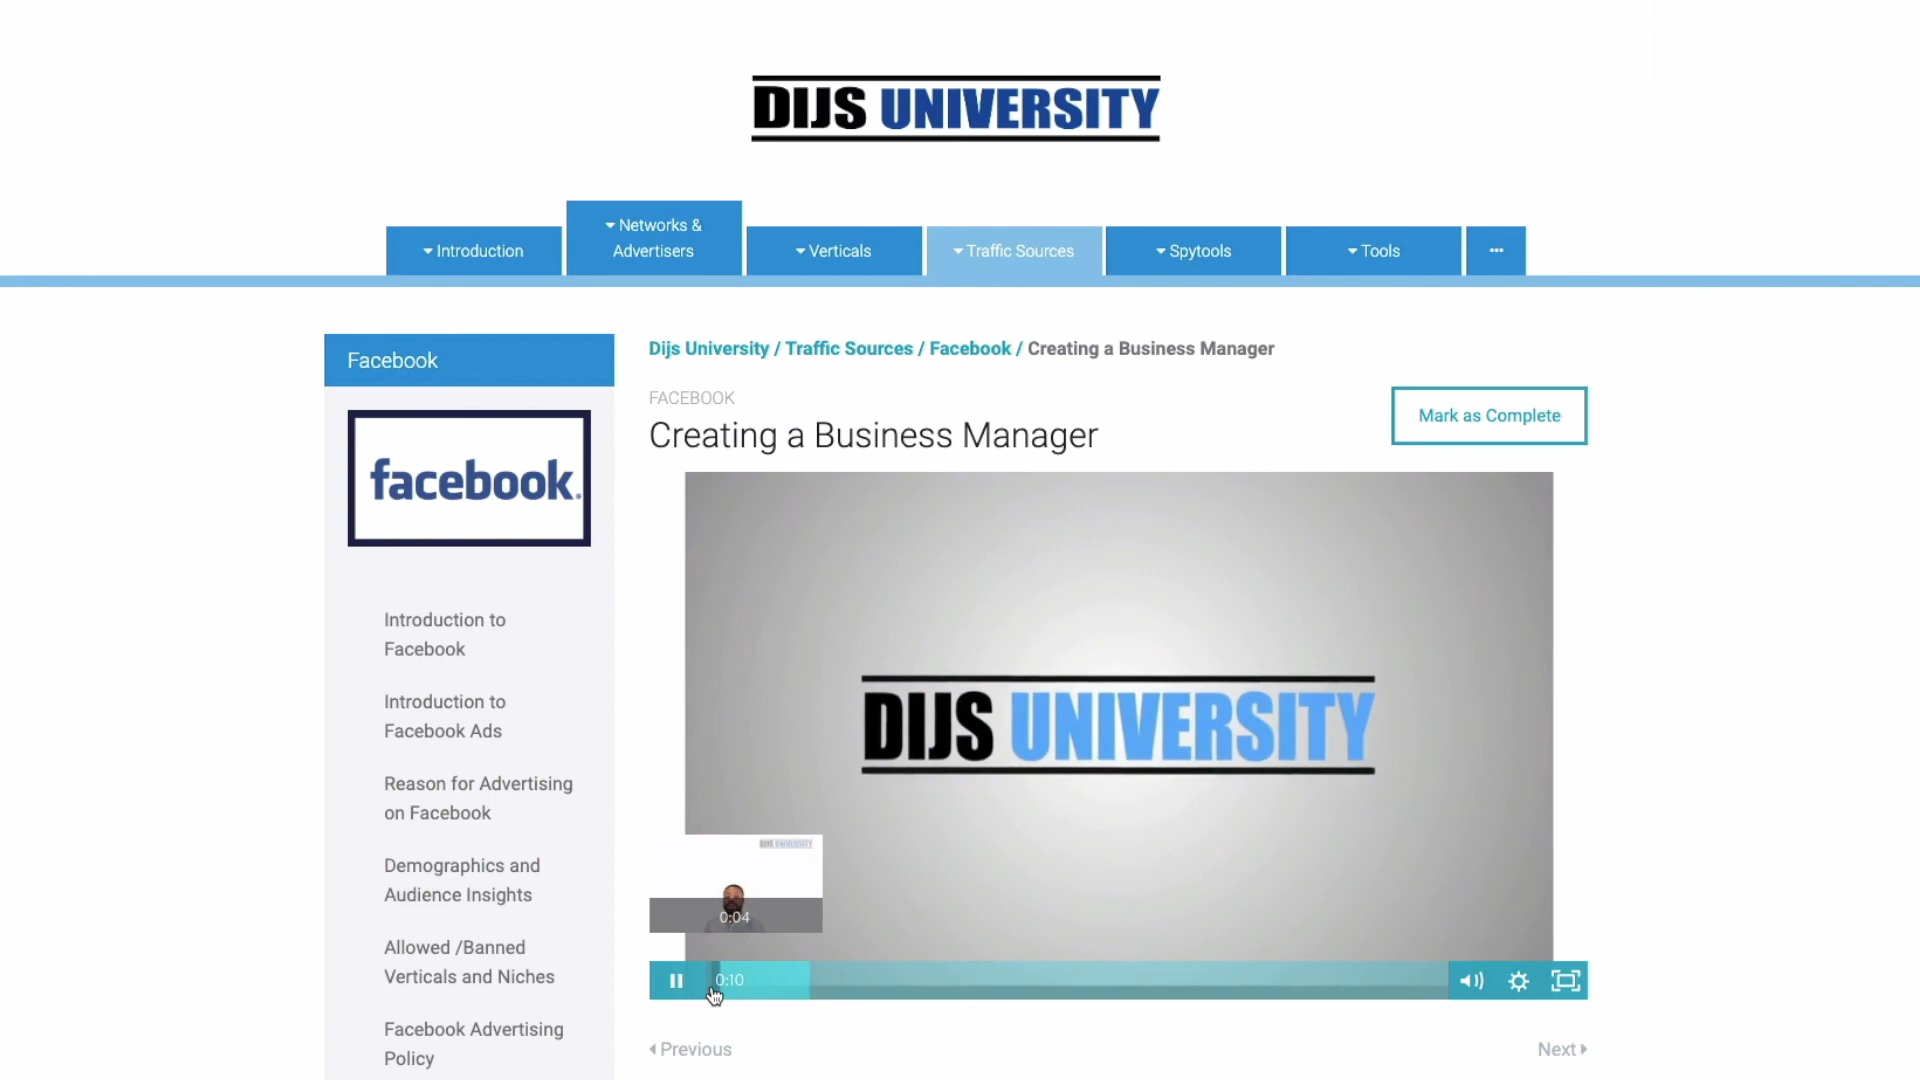 DIJS UNIVERSITY
Introduction
Networks &
Advertisers
Verticals
Traffic Sources
Spytools
Tools
Facebook
facebook.
Introduction to
Facebook
Introduction to
Facebook Ads
Reason for Advertising
on Facebook
Demographics and
Audience Insights
Allowed /Banned
Verticals and Niches
Facebook Advertising
Policy
Dijs University / Traffic Sources / Facebook / Creating a Business Manager
FACEBOOK
Creating a Business Manager
Mark as Complete
DIJS UNIVERSITY
DIJS UNIVERSITY
0:04
0:10
Previous
Next